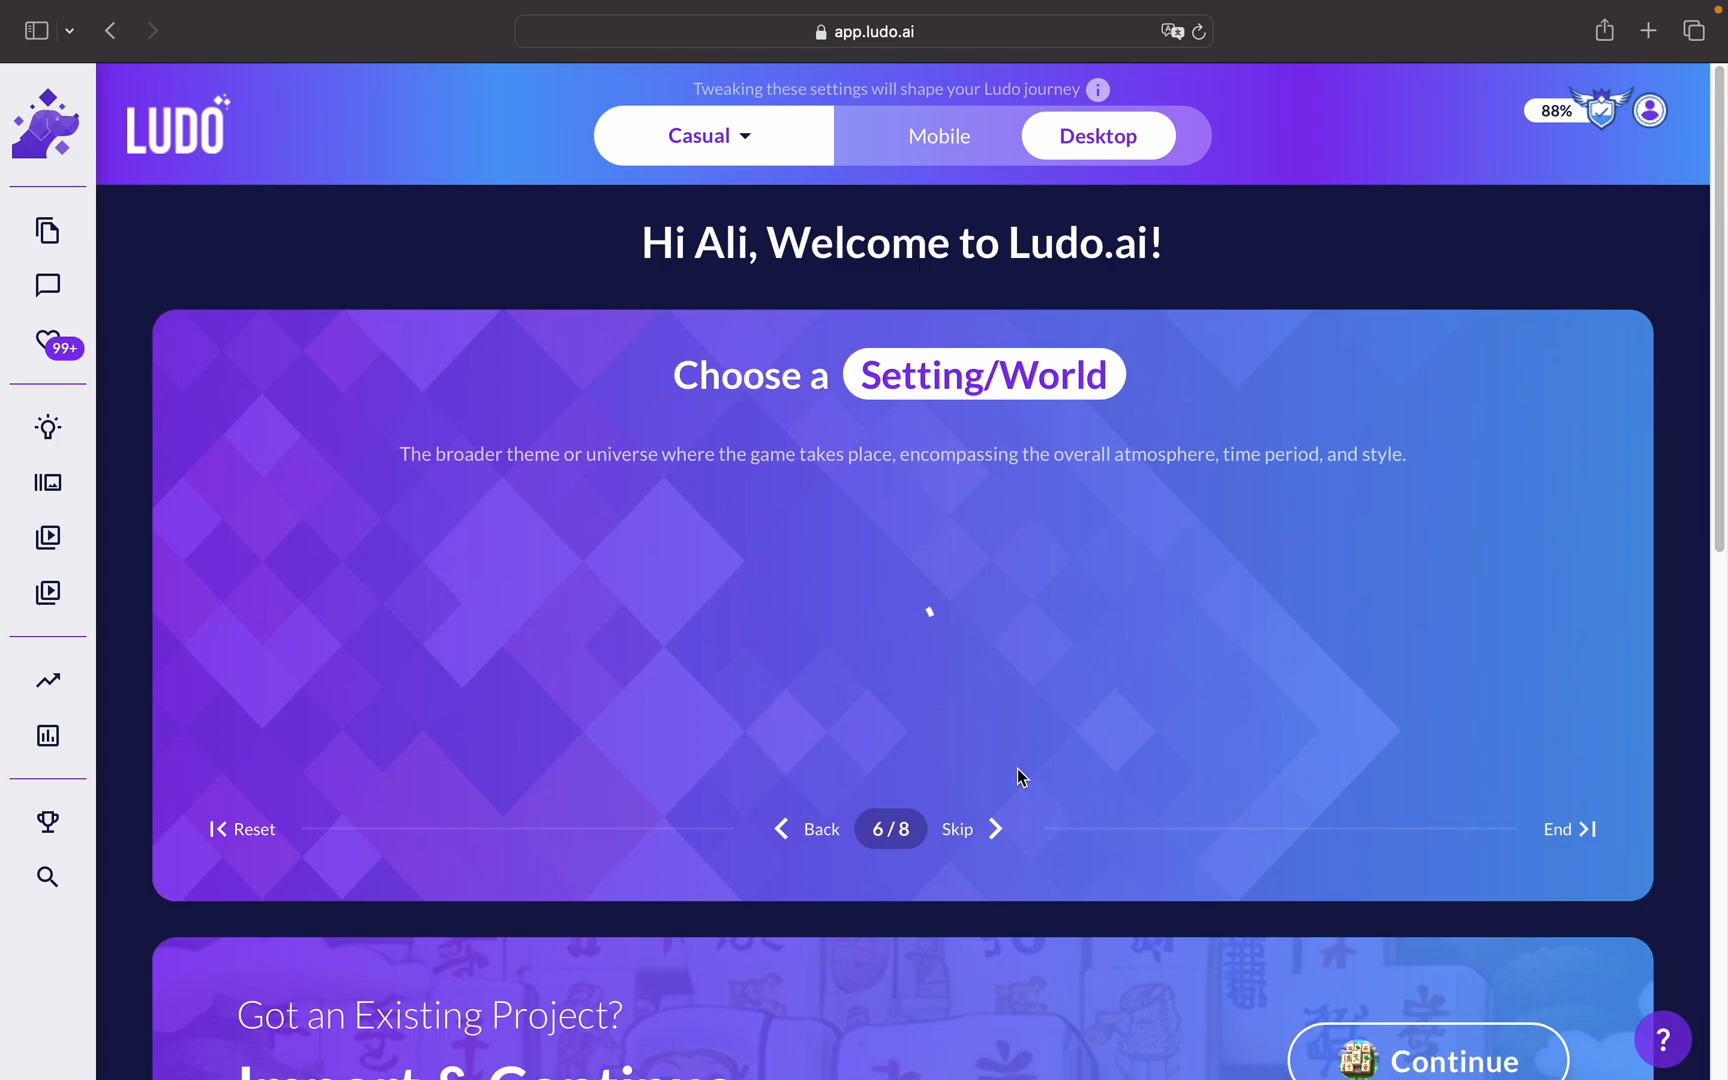 app.ludo.ai
Tweaking these settings will shape your Ludo journey i
LUDO
Casual
Mobile
Desktop
88%
99+
Hi Ali, Welcome to Ludo.ai!
Choose a Setting/World
The broader theme or universe where the game takes place, encompassing the overall atmosphere, time period, and style.
Reset
Back
6 / 8
Skip
End
Got an Existing Project?
Import & Continue
Continue
?